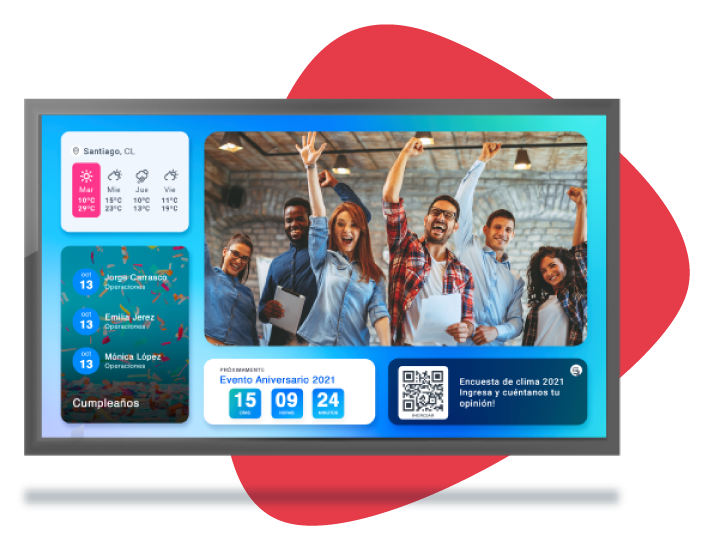 Santiago, CL
Mar Mie Jue Vie
10°C 15°C 10°C 11°C
29°C 23°C 13°C 19°C
OCT
13
Jorge Carrasco
Operaciones
OCT
13
Emilia Jerez
Operaciones
OCT
13
Mónica López
Operaciones
Cumpleaños
PRÓXIMAMENTE
Evento Aniversario 2021
15 09 24
DÍAS HORAS MINUTOS
Encuesta de clima 2021
Ingresa y cuéntanos tu
opinión!